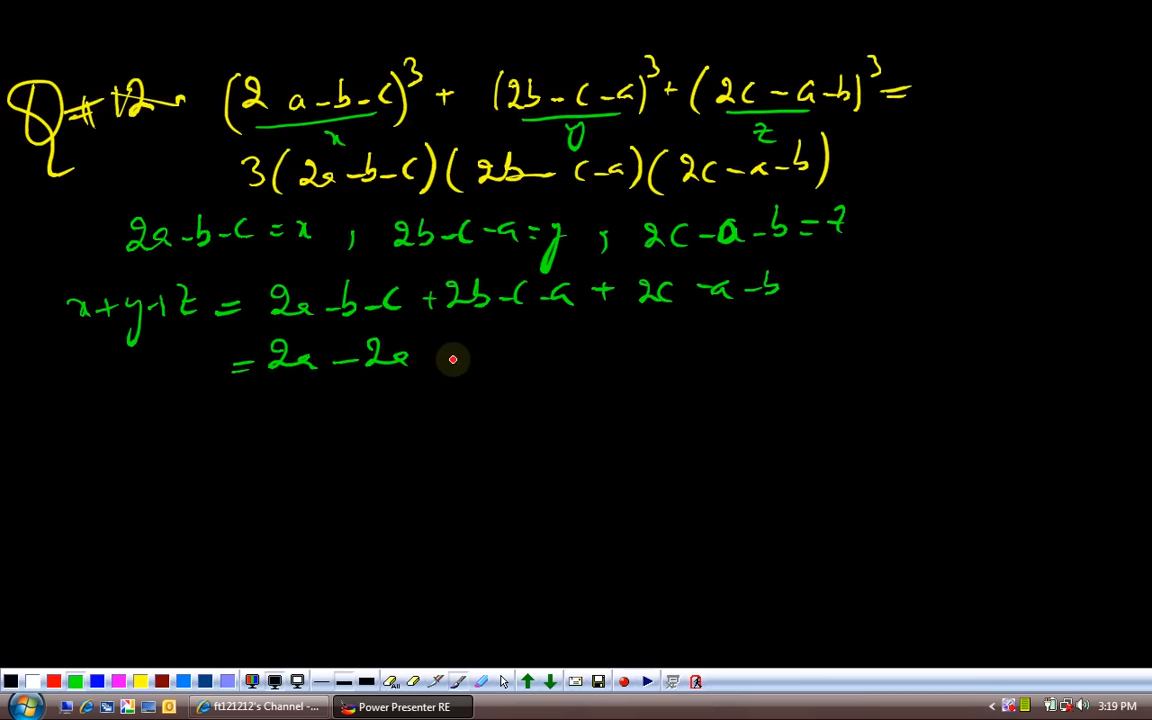 Q # 12 (2a-b-c)³ + (2b-c-a)³ + (2c-a-b)³ =
x y z
3(2a-b-c)(2b-c-a)(2c-a-b)
2a-b-c = x , 2b-c-a = y , 2c-a-b = z
x+y+z = 2a-b-c+2b-c-a + 2c -a-b
= 2a - 2a
ft121212's Channel -... Power Presenter RE 3:19 PM